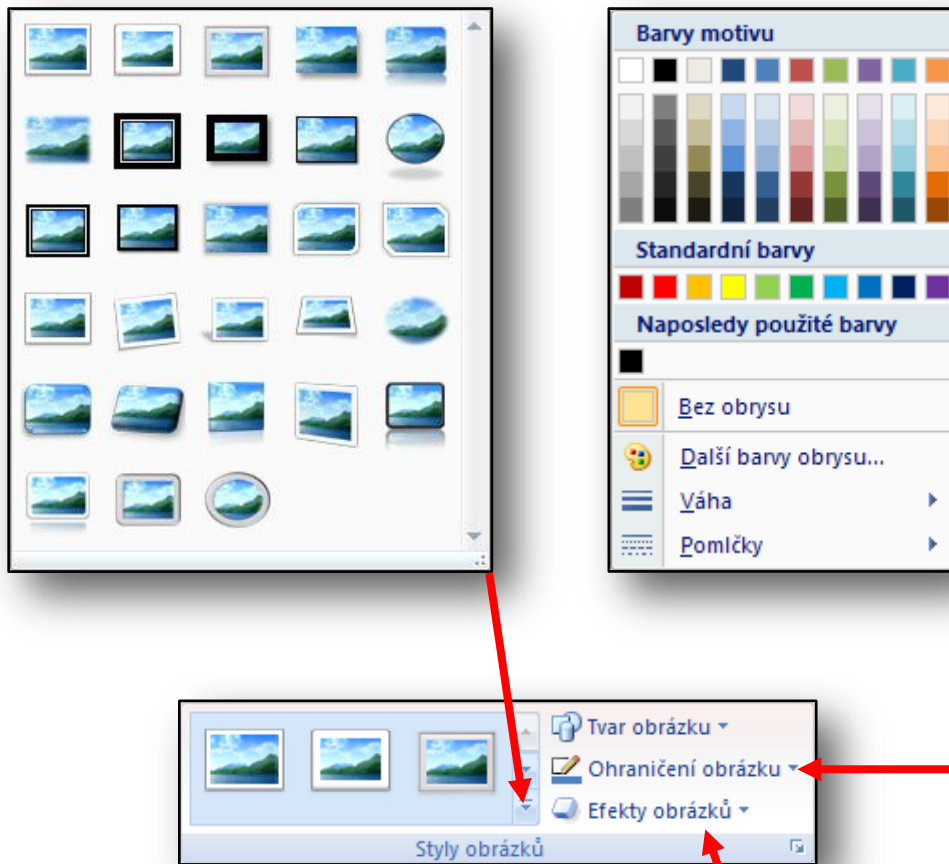 Barvy motivu
Standardní barvy
Naposledy použité barvy
Bez obrysu
Další barvy obrysu...
Váha
Pomlčky
Tvar obrázku
Ohraničení obrázku
Efekty obrázků
Styly obrázků